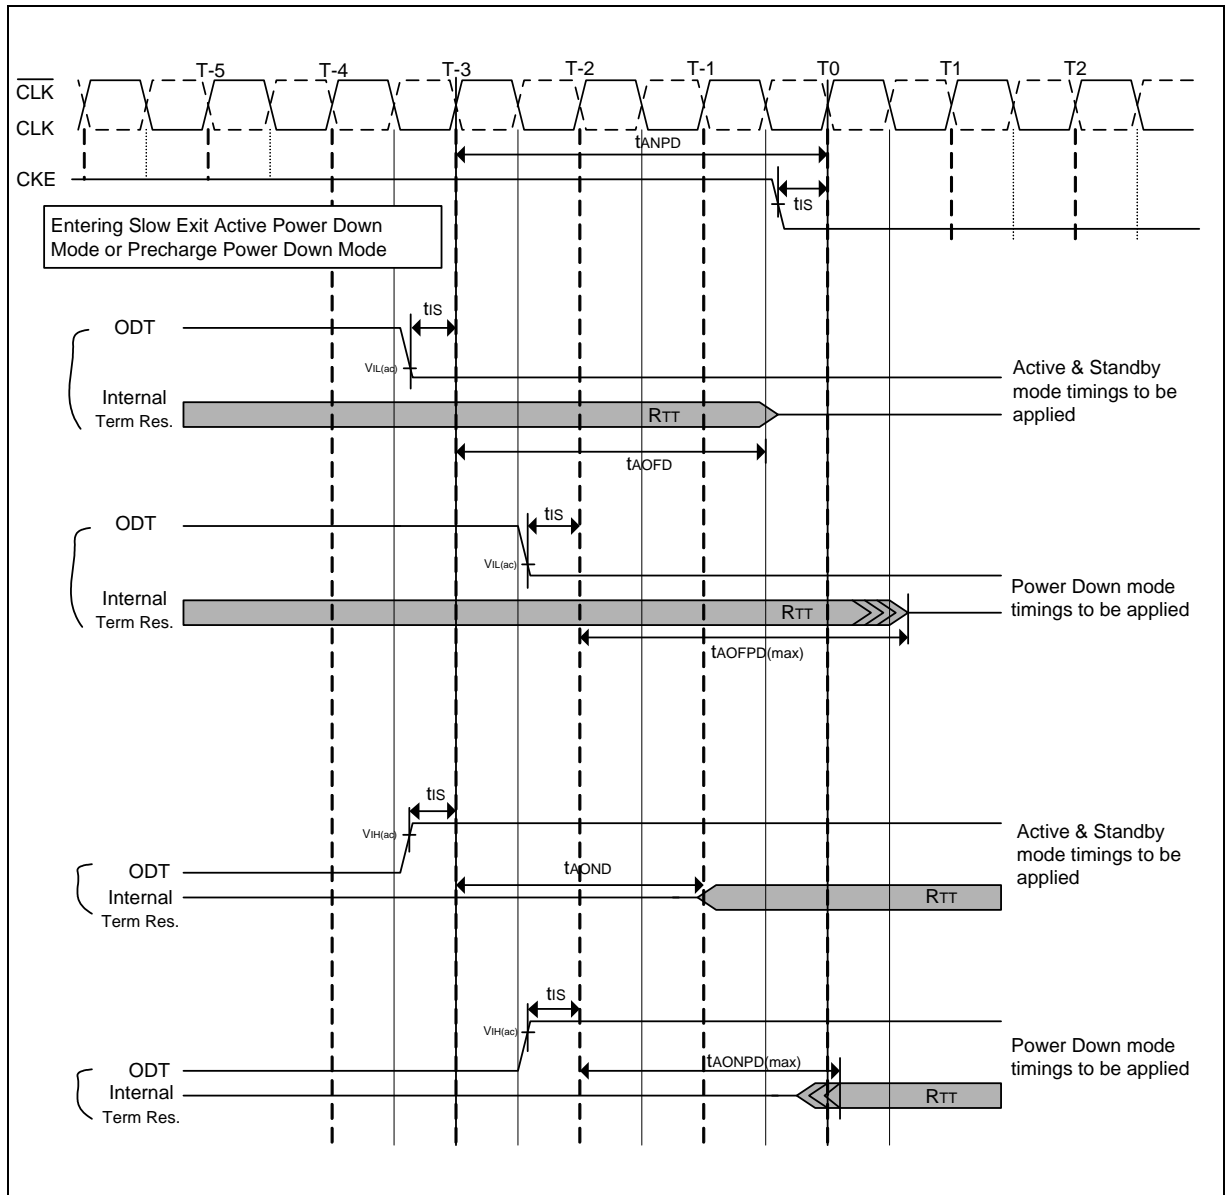 T-5 T-4 T-3 T-2 T-1 T0 T1 T2
CLK
CLK
tANPD
CKE
tIS
Entering Slow Exit Active Power Down
Mode or Precharge Power Down Mode
tIS
ODT
VIL(ac)
Active & Standby
mode timings to be
applied
Internal
Term Res.
RTT
tAOFD
tIS
ODT
VIL(ac)
Power Down mode
timings to be applied
Internal
Term Res.
RTT
tAOFPD(max)
tIS
VIH(ac)
Active & Standby
mode timings to be
applied
ODT
tAOND
Internal
Term Res.
RTT
tIS
VIH(ac)
Power Down mode
timings to be applied
ODT
tAONPD(max)
Internal
Term Res.
RTT